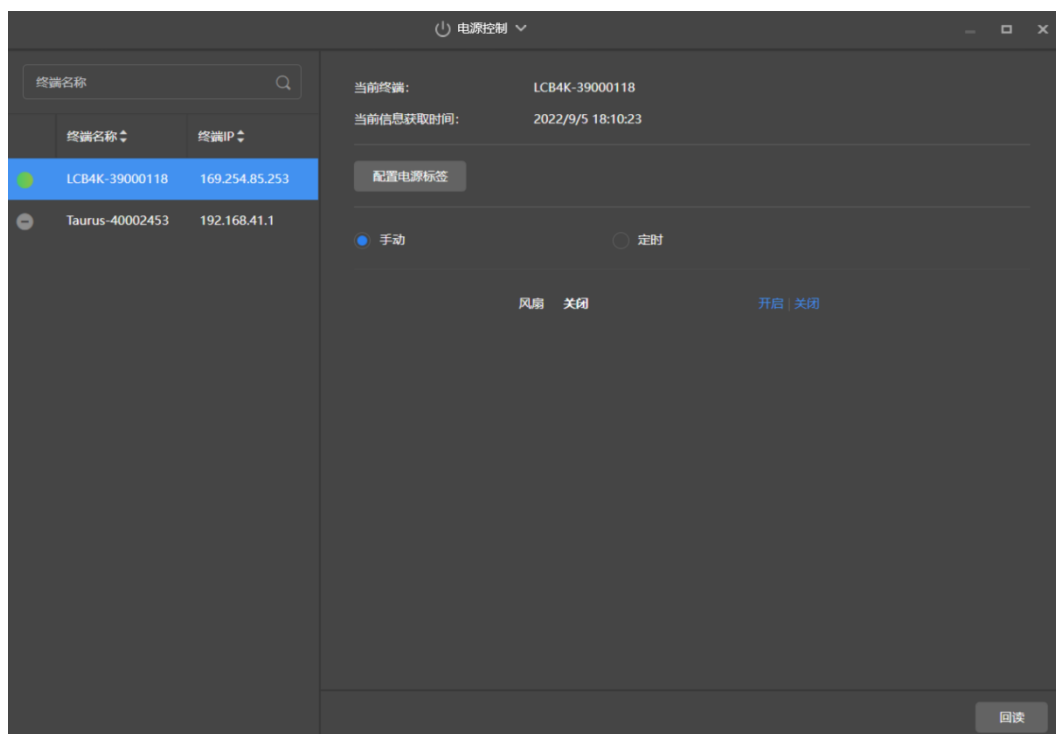 电源控制
终端名称
终端名称 终端IP
LCB4K-39000118 169.254.85.253
Taurus-40002453 192.168.41.1
当前终端： LCB4K-39000118
当前信息获取时间： 2022/9/5 18:10:23
配置电源标签
手动 定时
风扇 关闭 开启 | 关闭
回读